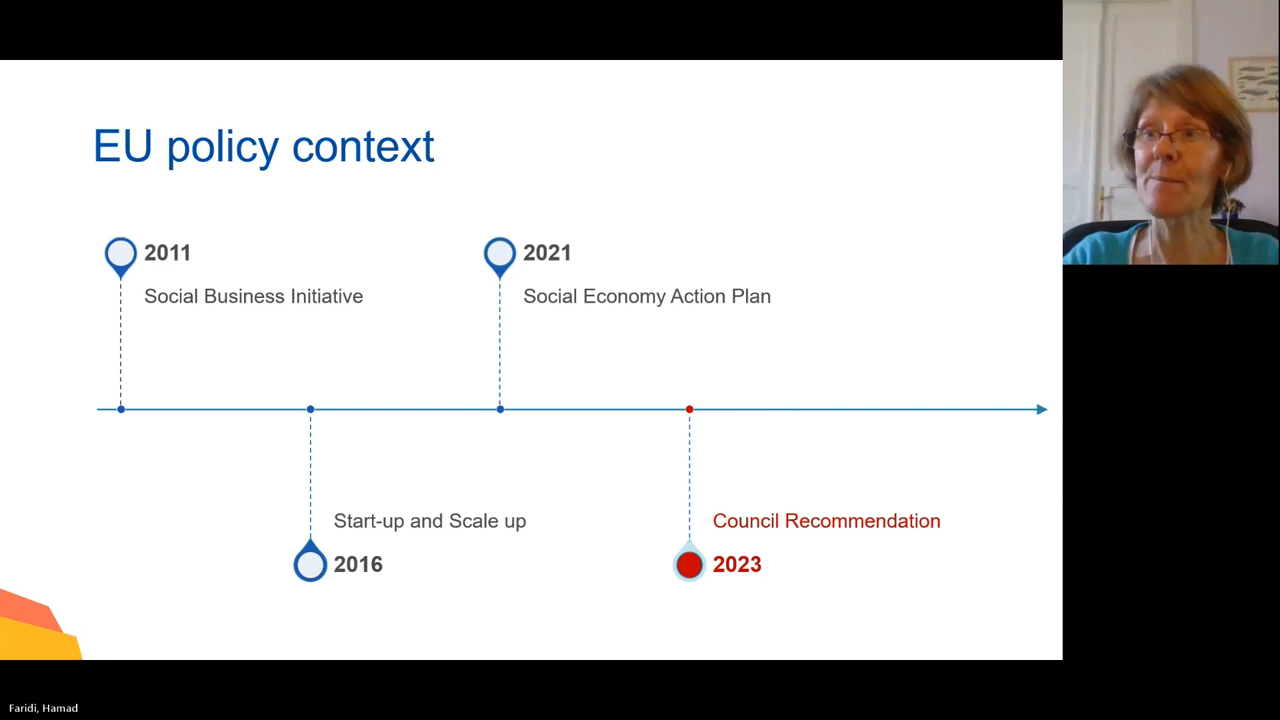 EU policy context
2011
Social Business Initiative
2021
Social Economy Action Plan
Start-up and Scale up
2016
Council Recommendation
2023
Faridi, Hamad